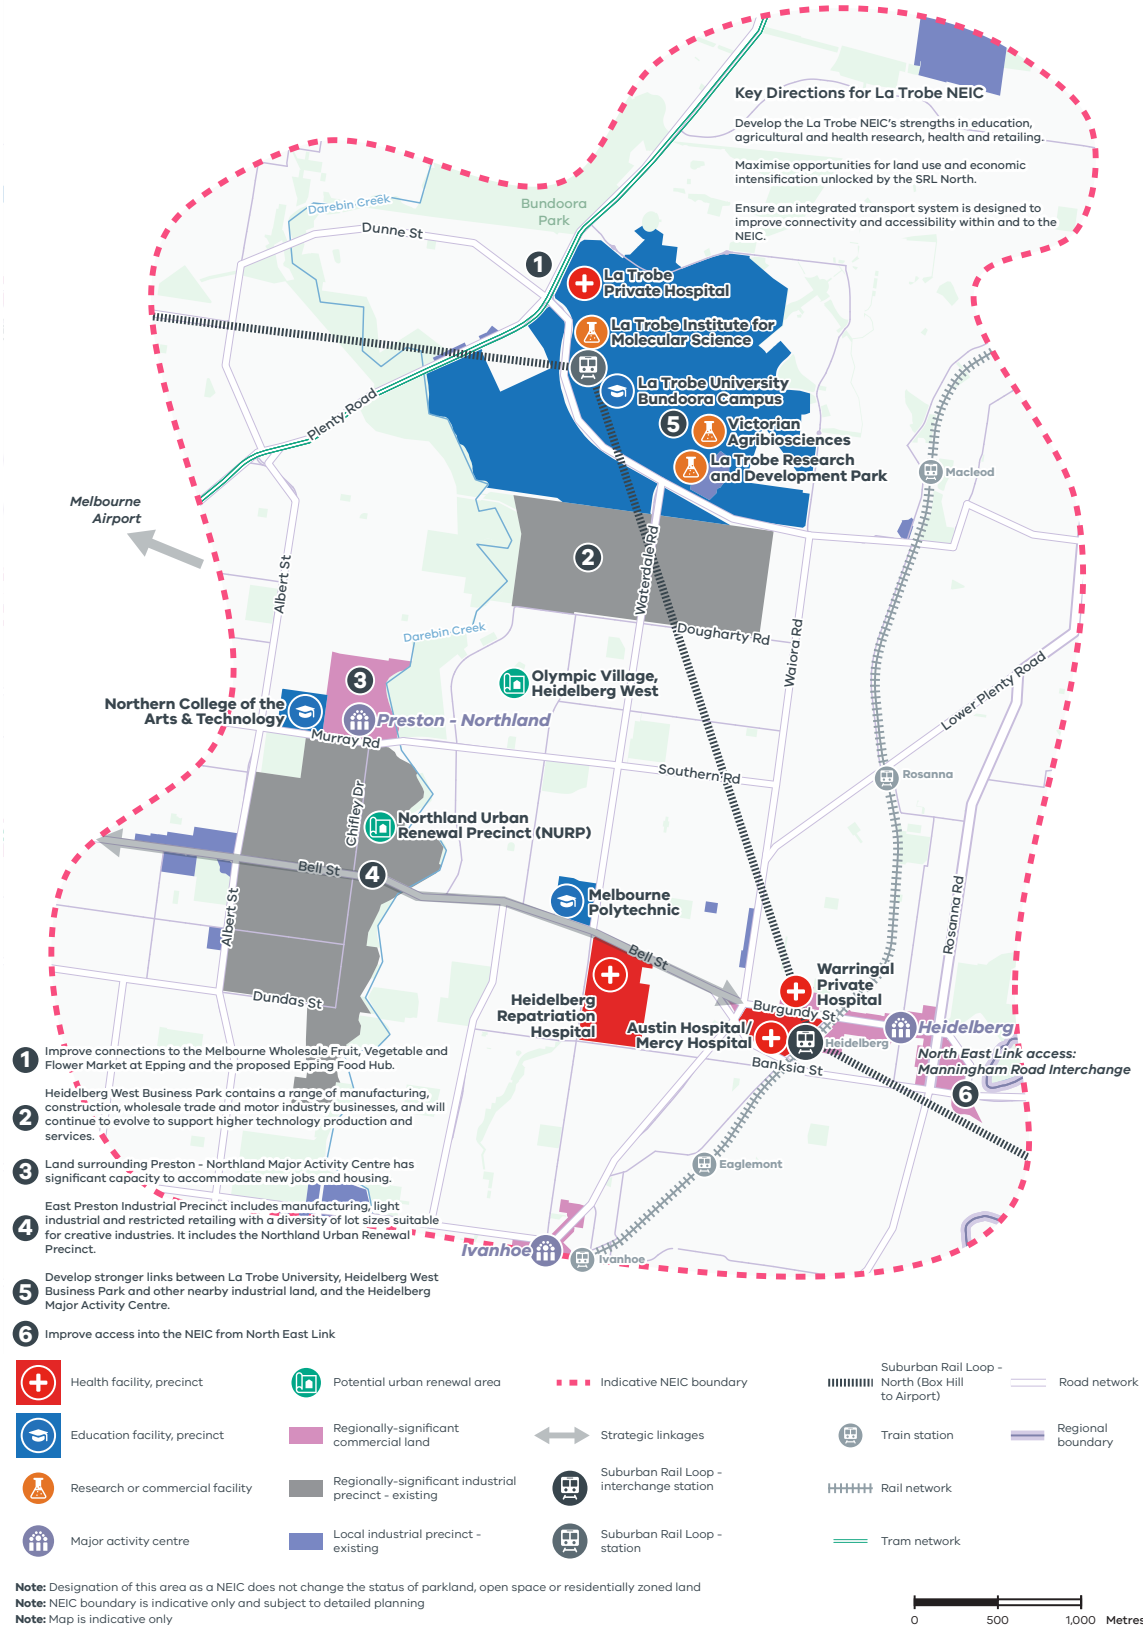 Key Directions for La Trobe NEIC
Develop the La Trobe NEIC's strengths in education,
agricultural and health research, health and retailing.
Maximise opportunities for land use and economic
intensification unlocked by the SRL North.
Ensure an integrated transport system is designed to
improve connectivity and accessibility within and to the
NEIC.
Darebin Creek
Bundoora
Park
Dunne St
1
La Trobe
Private Hospital
La Trobe Institute for
Molecular Science
La Trobe University
Bundoora Campus
5
Victorian
Agribiosciences
La Trobe Research
and Development Park
Plenty Road
Macleod
Melbourne
Airport
2
Albert St
Waterdale Rd
Dougharty Rd
Waiora Rd
Darebin Creek
Lower Plenty Road
3
Olympic Village,
Heidelberg West
Northern College of the
Arts & Technology
Preston - Northland
Murray Rd
Southern Rd
Rosanna
Chifley Dr
Northland Urban
Renewal Precinct (NURP)
Bell St
4
Melbourne
Polytechnic
Albert St
Rosanna Rd
Bell St
Warringal
Private
Hospital
Dundas St
Heidelberg
Repatriation
Hospital
Burgundy St
Austin Hospital/
Mercy Hospital
Heidelberg
Heidelberg
Banksia St
North East Link access:
Manningham Road Interchange
6
Eaglemont
Ivanhoe
Ivanhoe
1 Improve connections to the Melbourne Wholesale Fruit, Vegetable and
Flower Market at Epping and the proposed Epping Food Hub.
2 Heidelberg West Business Park contains a range of manufacturing,
construction, wholesale trade and motor industry businesses, and will
continue to evolve to support higher technology production and
services.
3 Land surrounding Preston - Northland Major Activity Centre has
significant capacity to accommodate new jobs and housing.
4 East Preston Industrial Precinct includes manufacturing, light
industrial and restricted retailing with a diversity of lot sizes suitable
for creative industries. It includes the Northland Urban Renewal
Precinct.
5 Develop stronger links between La Trobe University, Heidelberg West
Business Park and other nearby industrial land, and the Heidelberg
Major Activity Centre.
6 Improve access into the NEIC from North East Link
Health facility, precinct
Education facility, precinct
Research or commercial facility
Major activity centre
Potential urban renewal area
Regionally-significant
commercial land
Regionally-significant industrial
precinct - existing
Local industrial precinct -
existing
Indicative NEIC boundary
Strategic linkages
Suburban Rail Loop -
interchange station
Suburban Rail Loop -
station
Suburban Rail Loop -
North (Box Hill
to Airport)
Train station
Rail network
Tram network
Road network
Regional
boundary
Note: Designation of this area as a NEIC does not change the status of parkland, open space or residentially zoned land
Note: NEIC boundary is indicative only and subject to detailed planning
Note: Map is indicative only
0 500 1,000 Metres